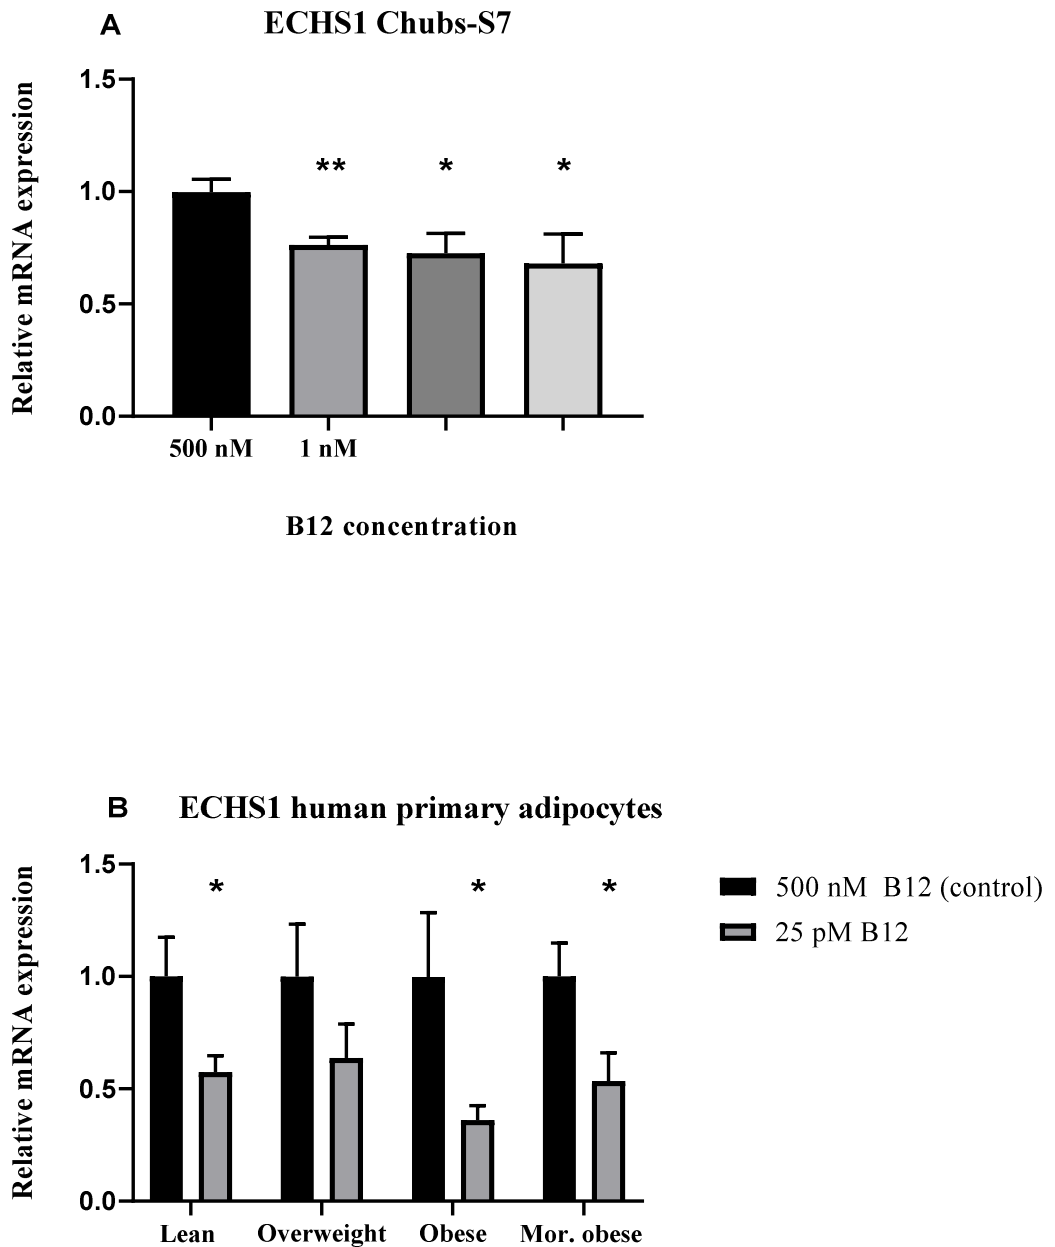 A
ECHS1 Chubs-S7
Relative mRNA expression
1.5
1.0
0.5
0.0
**
*
*
500 nM
1 nM
B12 concentration
B
ECHS1 human primary adipocytes
Relative mRNA expression
1.5
1.0
0.5
0.0
*
*
*
Lean
Overweight
Obese
Mor. obese
500 nM B12 (control)
25 pM B12